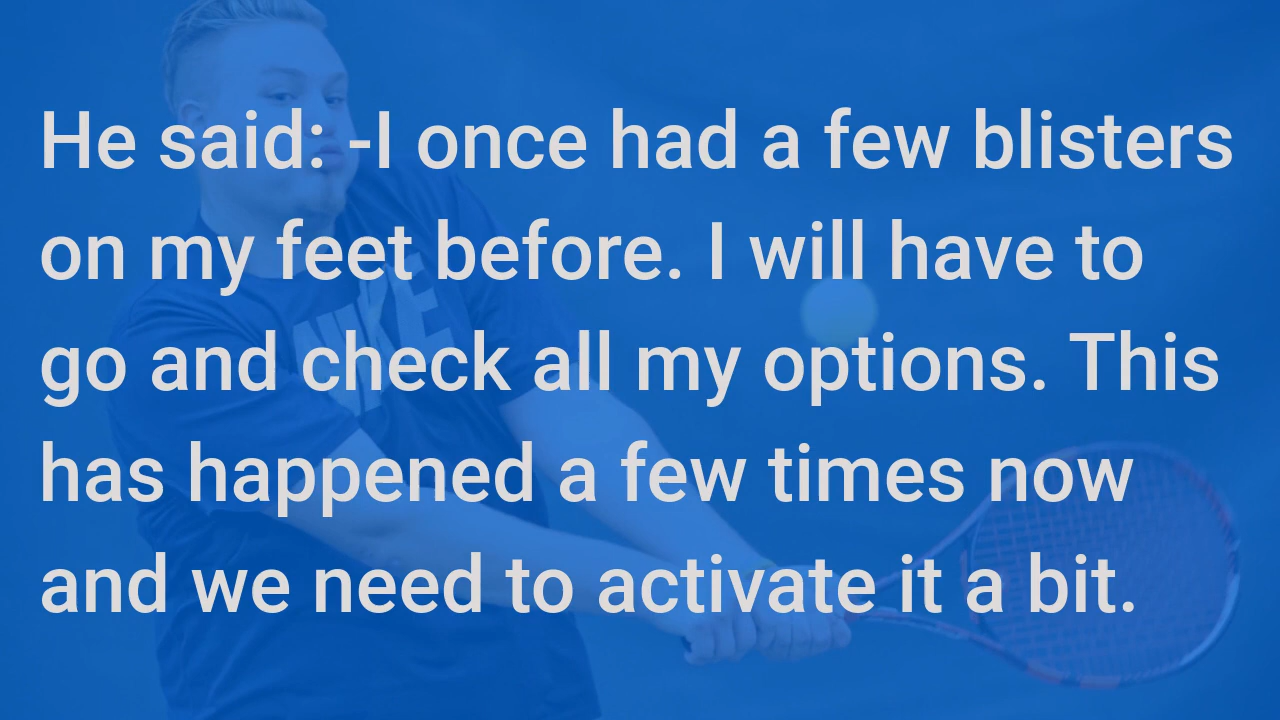 He said: -I once had a few blisters
on my feet before. I will have to
go and check all my options. This
has happened a few times now
and we need to activate it a bit.
NIKE